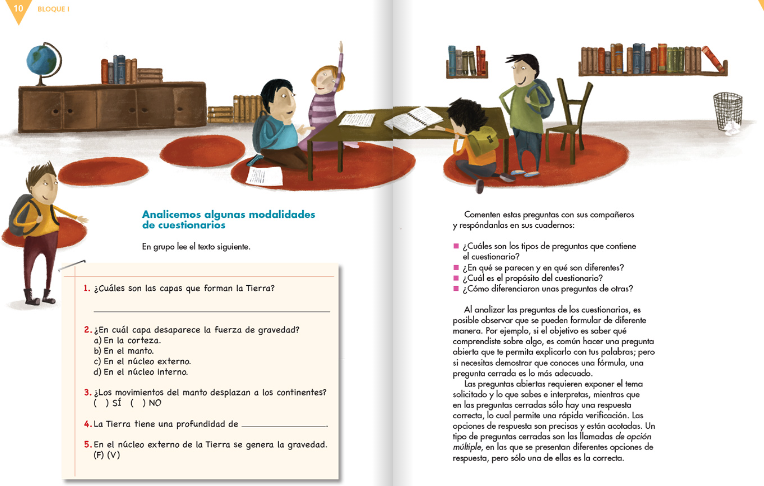 10
BLOQUE I
Analicemos algunas modalidades
de cuestionarios
En grupo lee el texto siguiente.
1. ¿Cuáles son las capas que forman la Tierra?
2. ¿En cuál capa desaparece la fuerza de gravedad?
a) En la corteza.
b) En el manto.
c) En el núcleo externo.
d) En el núcleo interno.
3. ¿Los movimientos del manto desplazan a los continentes?
( ) SÍ ( ) NO
4. La Tierra tiene una profundidad de ____________.
5. En el núcleo externo de la Tierra se genera la gravedad.
(F) (V)
Comenten estas preguntas con sus compañeros
y respóndanlas en sus cuadernos:
¿Cuáles son los tipos de preguntas que contiene
el cuestionario?
¿En qué se parecen y en qué son diferentes?
¿Cuál es el propósito del cuestionario?
¿Cómo diferenciaron unas preguntas de otras?
Al analizar las preguntas de los cuestionarios, es
posible observar que se pueden formular de diferente
manera. Por ejemplo, si el objetivo es saber qué
comprendiste sobre algo, es común hacer una pregunta
abierta que te permita explicarlo con tus palabras; pero
si necesitas demostrar que conoces una fórmula, una
pregunta cerrada es lo más adecuado.
Las preguntas abiertas requieren exponer el tema
solicitado y lo que sabes e interpretas, mientras que
en las preguntas cerradas sólo hay una respuesta
correcta, lo cual permite una rápida verificación. Las
opciones de respuesta son precisas y están acotadas. Un
tipo de preguntas cerradas son las llamadas de opción
múltiple, en las que se presentan diferentes opciones de
respuesta, pero sólo una de ellas es la correcta.